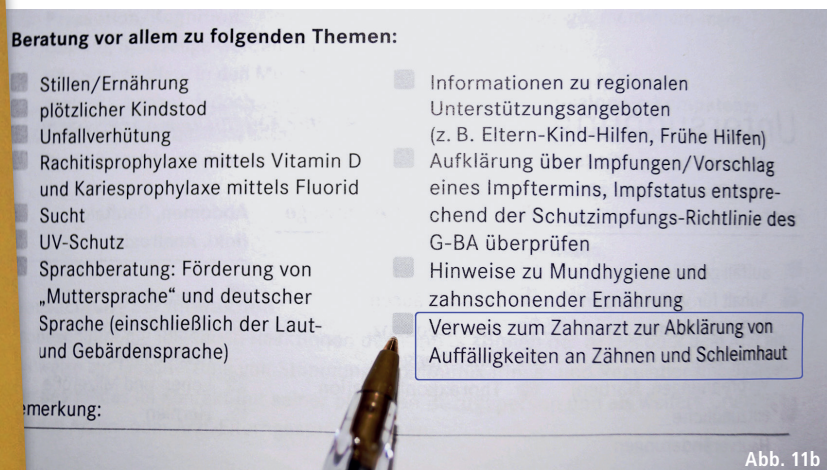 Beratung vor allem zu folgenden Themen:
Stillen/Ernährung
plötzlicher Kindstod
Unfallverhütung
Rachitisprophylaxe mittels Vitamin D
und Kariesprophylaxe mittels Fluorid
Sucht
UV-Schutz
Sprachberatung: Förderung von
„Muttersprache“ und deutscher
Sprache (einschließlich der Laut-
und Gebärdensprache)
Informationen zu regionalen
Unterstützungsangeboten
(z. B. Eltern-Kind-Hilfen, Frühe Hilfen)
Aufklärung über Impfungen/Vorschlag
eines Impftermins, Impfstatus entspre-
chend der Schutzimpfungs-Richtlinie des
G-BA überprüfen
Hinweise zu Mundhygiene und
zahnschonender Ernährung
Verweis zum Zahnarzt zur Abklärung von
Auffälligkeiten an Zähnen und Schleimhaut
emerkung:
Abb. 11b